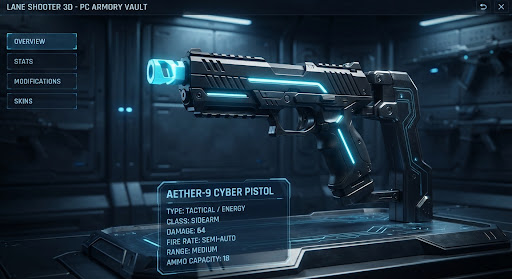 LANE SHOOTER 3D - PC ARMORY VAULT
OVERVIEW
STATS
MODIFICATIONS
SKINS
AETHER-9 CYBER PISTOL
TYPE: TACTICAL / ENERGY
CLASS: SIDEARM
DAMAGE: 64
FIRE RATE: SEMI-AUTO
RANGE: MEDIUM
AMMO CAPACITY: 18